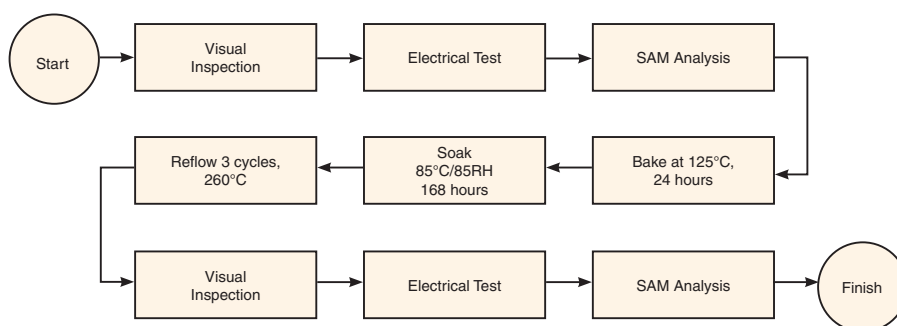 Start
Visual
Inspection
Electrical Test
SAM Analysis
Bake at 125°C,
24 hours
Soak
85°C/85RH
168 hours
Reflow 3 cycles,
260°C
Visual
Inspection
Electrical Test
SAM Analysis
Finish